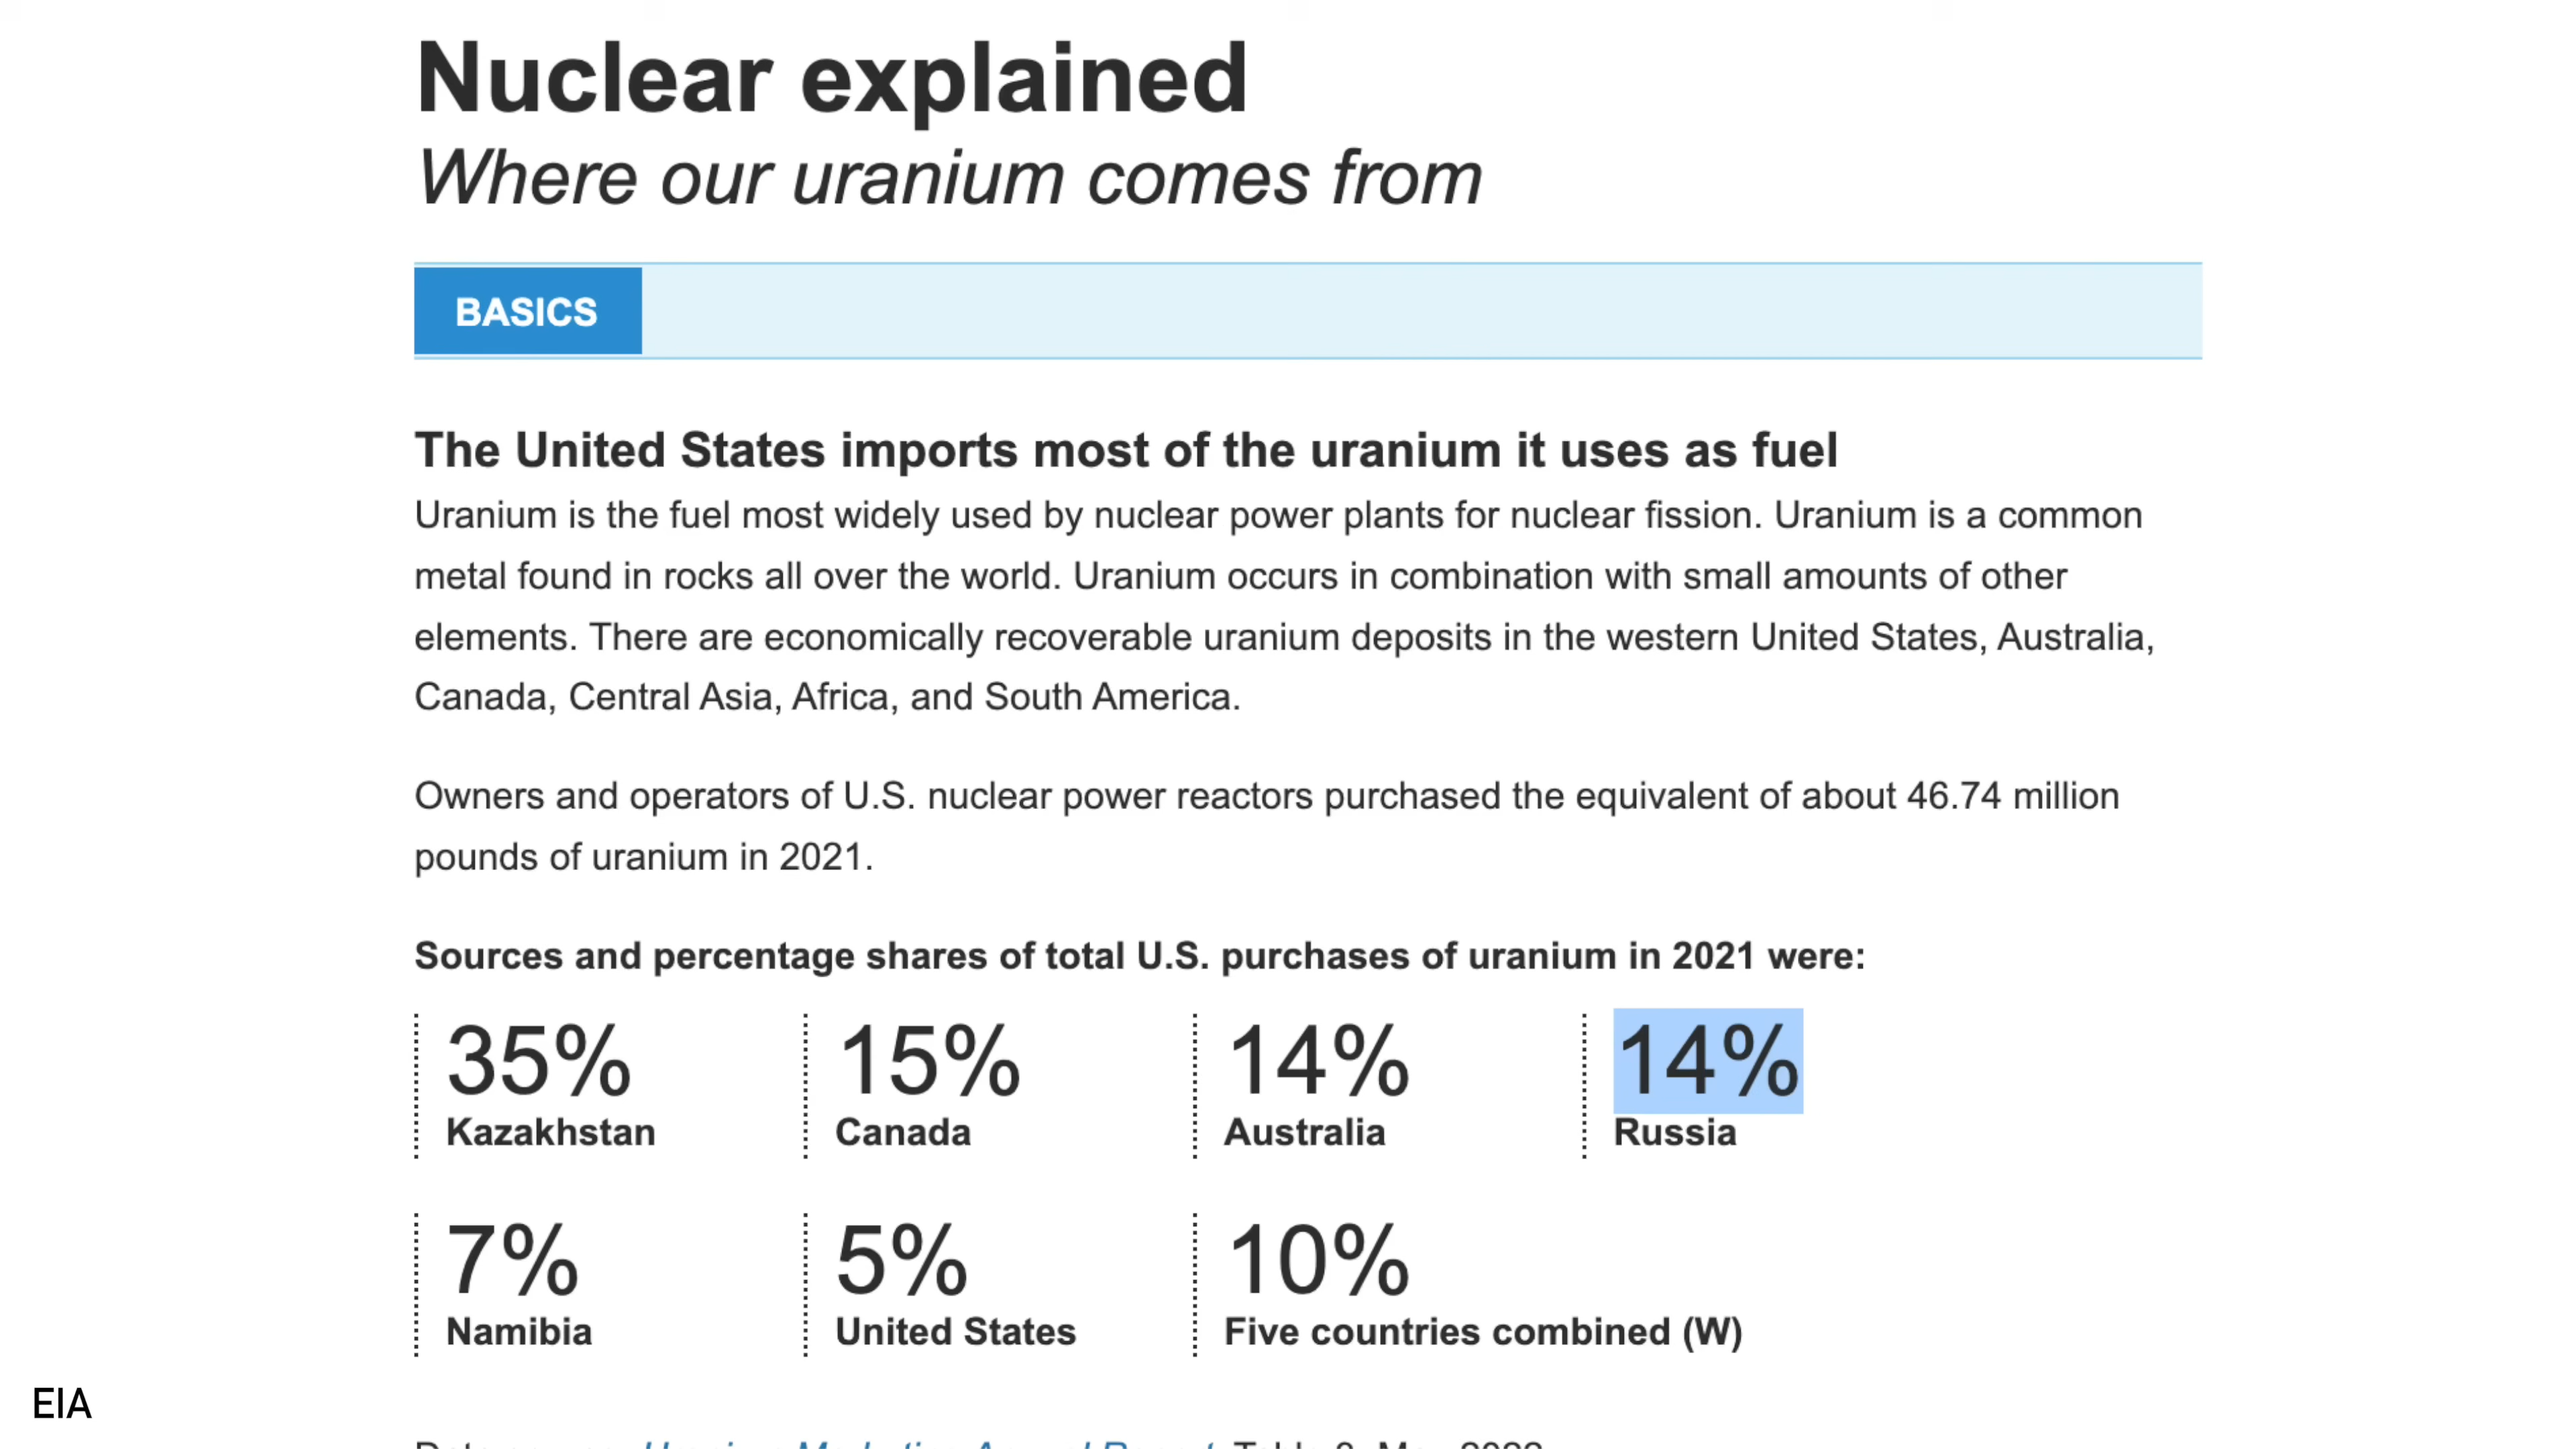 Nuclear explained
Where our uranium comes from
BASICS
The United States imports most of the uranium it uses as fuel
Uranium is the fuel most widely used by nuclear power plants for nuclear fission. Uranium is a common
metal found in rocks all over the world. Uranium occurs in combination with small amounts of other
elements. There are economically recoverable uranium deposits in the western United States, Australia,
Canada, Central Asia, Africa, and South America.
Owners and operators of U.S. nuclear power reactors purchased the equivalent of about 46.74 million
pounds of uranium in 2021.
Sources and percentage shares of total U.S. purchases of uranium in 2021 were:
35%
Kazakhstan
15%
Canada
14%
Australia
14%
Russia
7%
Namibia
5%
United States
10%
Five countries combined (W)
EIA